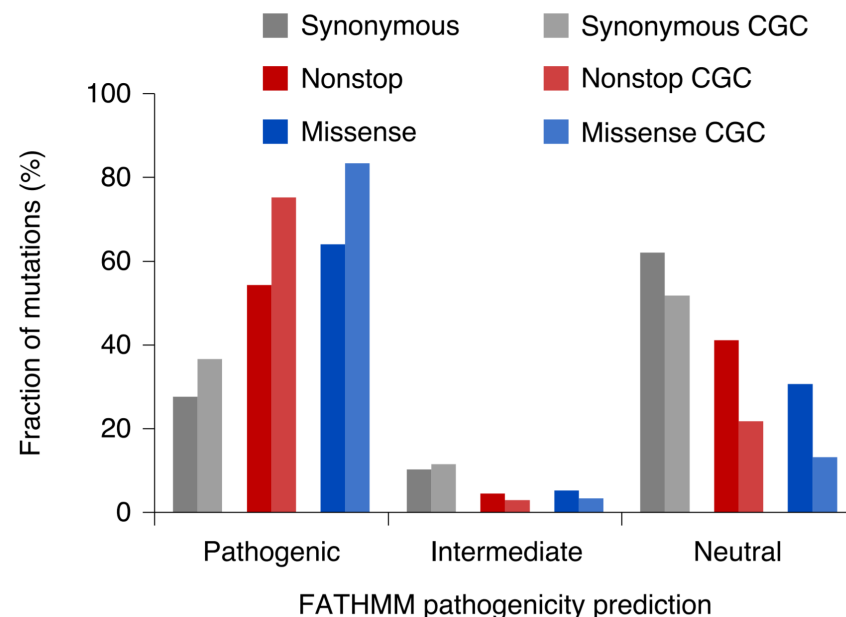 Synonymous Synonymous CGC
Nonstop Nonstop CGC
Missense Missense CGC
Fraction of mutations (%)
100
80
60
40
20
0
Pathogenic Intermediate Neutral
FATHMM pathogenicity prediction